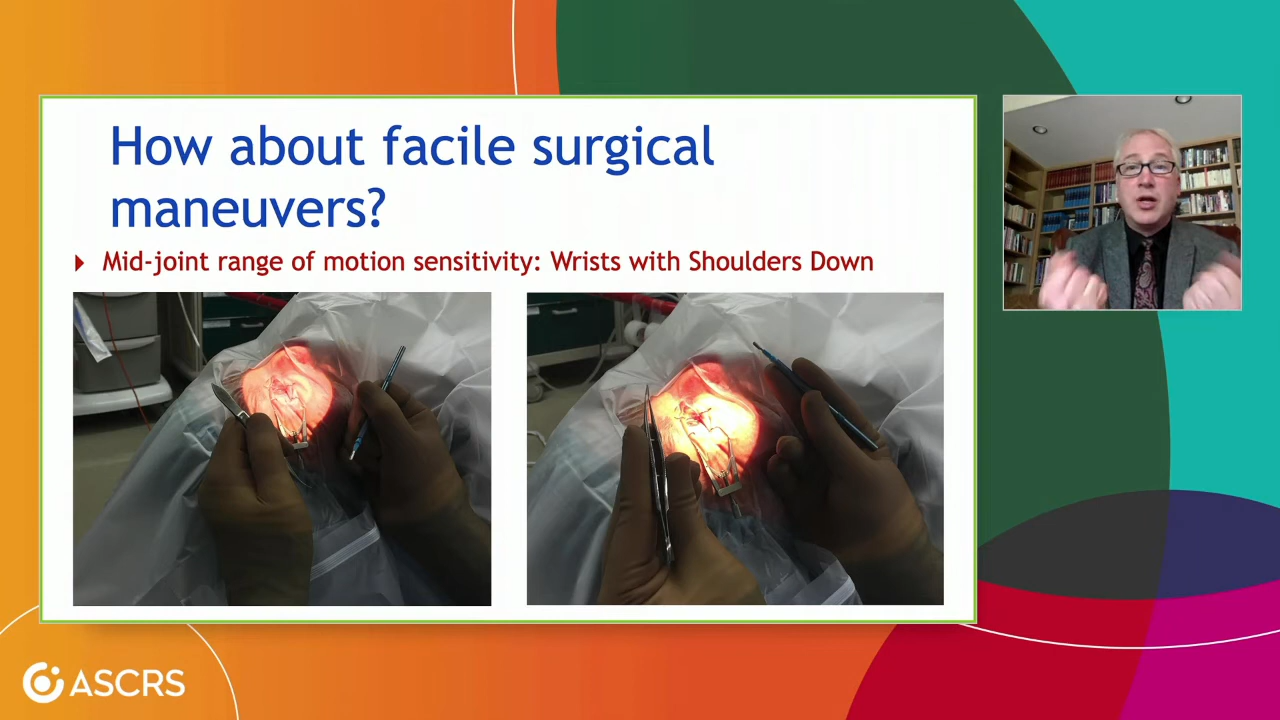 How about facile surgical
maneuvers?
Mid-joint range of motion sensitivity: Wrists with Shoulders Down
ASCRS